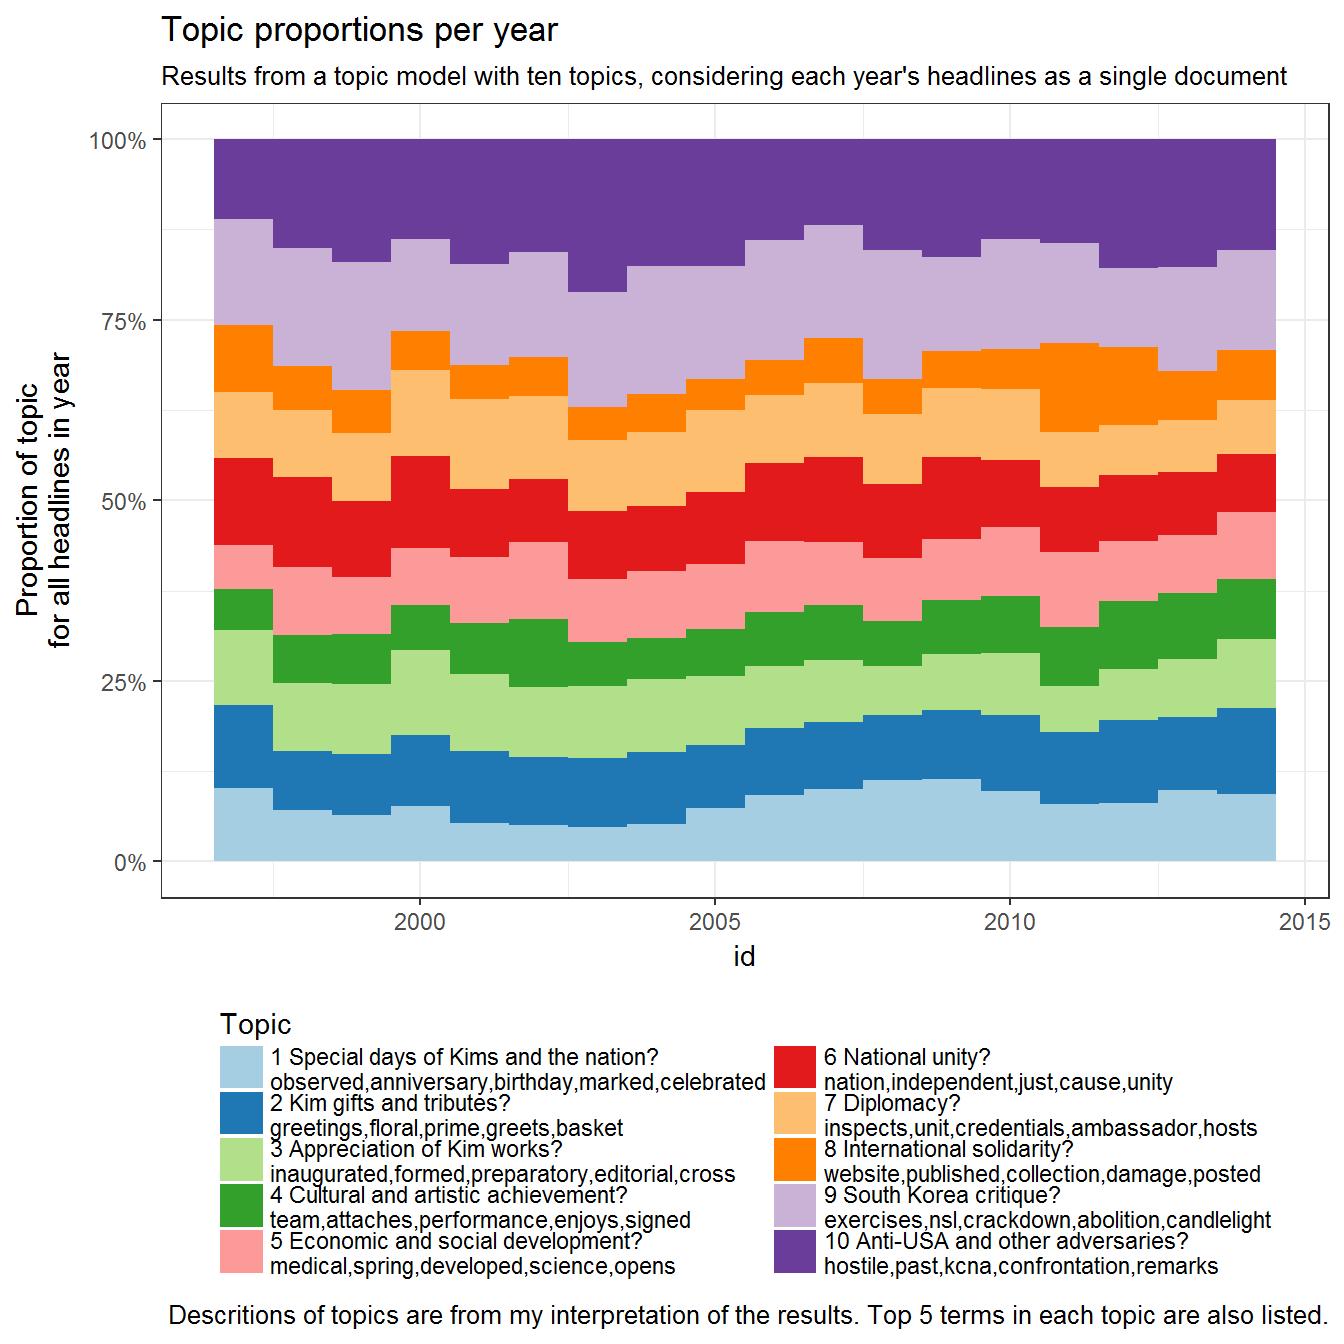 Topic proportions per year
Results from a topic model with ten topics, considering each year's headlines as a single document
Proportion of topic
for all headlines in year
100%
75%
50%
25%
0%
2000
2005
2010
2015
id
Topic
1 Special days of Kims and the nation?
observed,anniversary,birthday,marked,celebrated
2 Kim gifts and tributes?
greetings,floral,prime,greets,basket
3 Appreciation of Kim works?
inaugurated,formed,preparatory,editorial,cross
4 Cultural and artistic achievement?
team,attaches,performance,enjoys,signed
5 Economic and social development?
medical,spring,developed,science,opens
6 National unity?
nation,independent,just,cause,unity
7 Diplomacy?
inspects,unit,credentials,ambassador,hosts
8 International solidarity?
website,published,collection,damage,posted
9 South Korea critique?
exercises,nsl,crackdown,abolition,candlelight
10 Anti-USA and other adversaries?
hostile,past,kcna,confrontation,remarks
Descritions of topics are from my interpretation of the results. Top 5 terms in each topic are also listed.